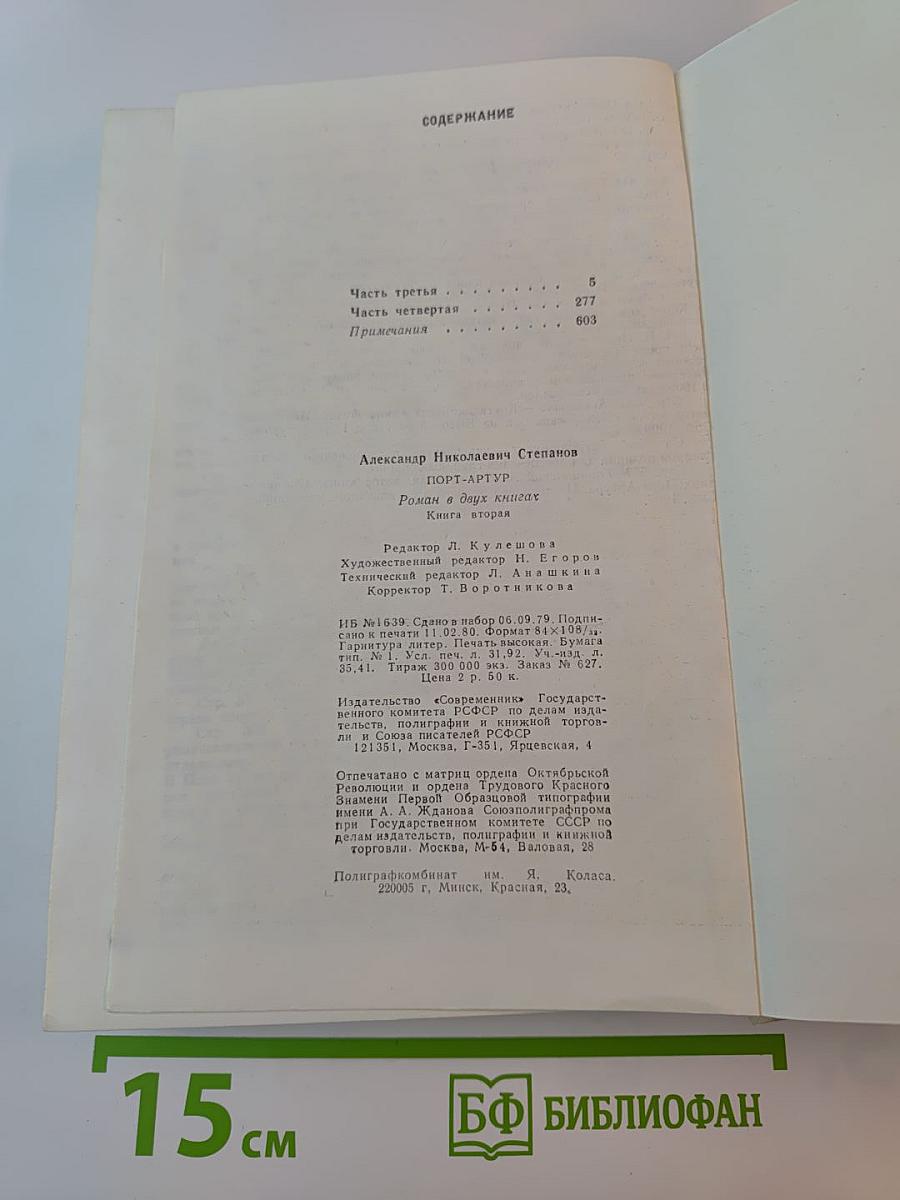 СОДЕРЖАНИЕ
Часть третья . . . . . . . . . 5
Часть четвертая . . . . . . . 277
Примечания . . . . . . . . . 603
Александр Николаевич Степанов
ПОРТ-АРТУР
Роман в двух книгах
Книга вторая
Редактор Л. Кулешова
Художественный редактор Н. Егоров
Технический редактор Л. Анашкина
Корректор Т. Воротникова
ИБ №1639. Сдано в набор 06.09.79. Подпи-
сано к печати 11.02.80. Формат 84×108/32.
Гарнитура литер. Печать высокая. Бумага
тип. №1. Усл. печ. л. 31,92. Уч.-изд. л.
35,41. Тираж 300 000 экз. Заказ № 627.
Цена 2 р. 50 к.
Издательство «Современник» Государст-
венного комитета РСФСР по делам изда-
тельств, полиграфии и книжной торгов-
ли и Союза писателей РСФСР
121351, Москва, Г-351, Ярцевская, 4
Отпечатано с матриц ордена Октябрьской
Революции и ордена Трудового Красного
Знамени Первой Образцовой типографии
имени А. А. Жданова Союзполиграфпрома
при Государственном комитете СССР по
делам издательств, полиграфии и книжной
торговли. Москва, М-54, Валовая, 28
Полиграфкомбинат им. Я. Коласа.
220005 г, Минск, Красная, 23.
15 см
БФ БИБЛИОФАН